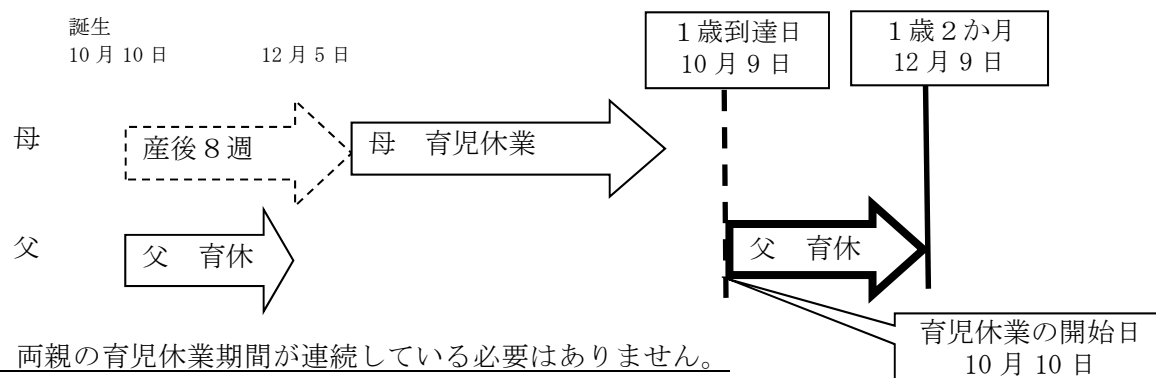 誕生
10月10日
12月5日
１歳到達日
10月9日
１歳２か月
12月9日
母
産後８週
母　育児休業
父
父　育休
父　育休
育児休業の開始日
10月10日
両親の育児休業期間が連続している必要はありません。